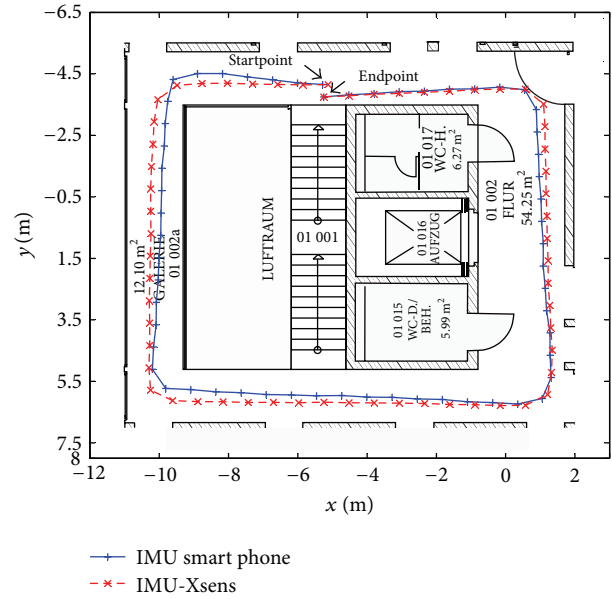 −6.5
−4.5
−2.5
−0.5
1.5
3.5
5.5
7.5
8
y (m)
Startpoint
Endpoint
01 017
WC-H.
6.27 m²
01 002
FLUR
54.25 m²
01 016
AUFZUG
01 001
LUFTRAUM
12.10 m²
GALERIE
01 002a
01 015
WC-D./
BEH.
5.99 m²
−12 −10 −8 −6 −4 −2 0 2
x (m)
IMU smart phone
IMU-Xsens